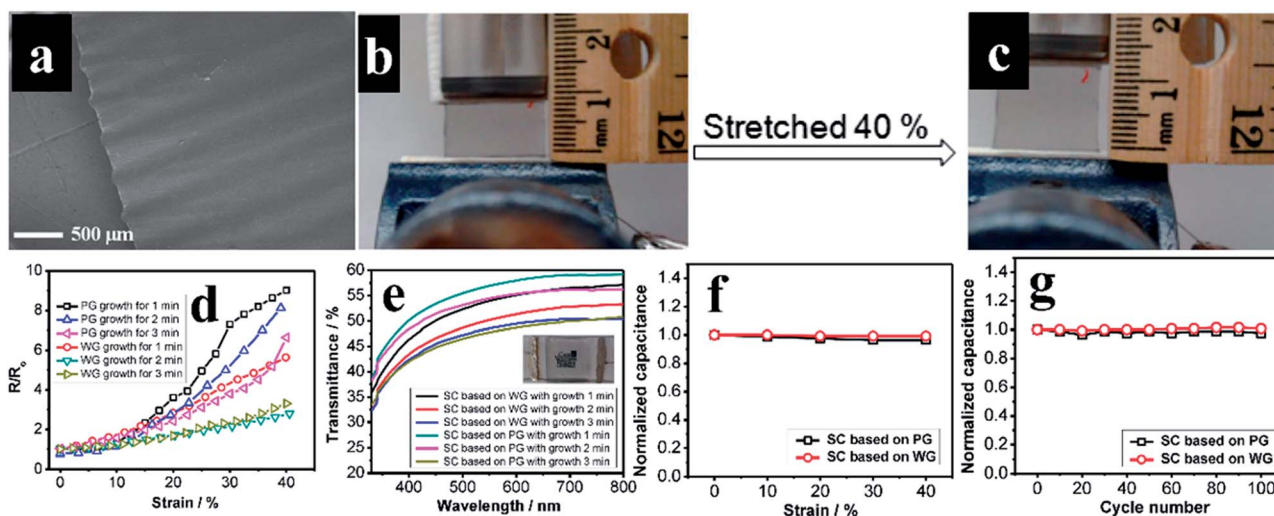 a
500 µm
b
2
1
mm
12
Stretched 40 %
c
2
1
mm
12
d
R/R₀
10
8
6
4
2
0
PG growth for 1 min
PG growth for 2 min
PG growth for 3 min
WG growth for 1 min
WG growth for 2 min
WG growth for 3 min
0 10 20 30 40
Strain / %
e
Transmittance / %
60
55
50
45
40
35
30
25
20
SC based on WG with growth 1 min
SC based on WG with growth 2 min
SC based on WG with growth 3 min
SC based on PG with growth 1 min
SC based on PG with growth 2 min
SC based on PG with growth 3 min
400 500 600 700 800
Wavelength / nm
f
Normalized capacitance
1.4
1.2
1.0
0.8
0.6
0.4
0.2
0.0
SC based on PG
SC based on WG
0 10 20 30 40
Strain / %
g
Normalized capacitance
1.4
1.2
1.0
0.8
0.6
0.4
0.2
0.0
SC based on PG
SC based on WG
0 20 40 60 80 100
Cycle number